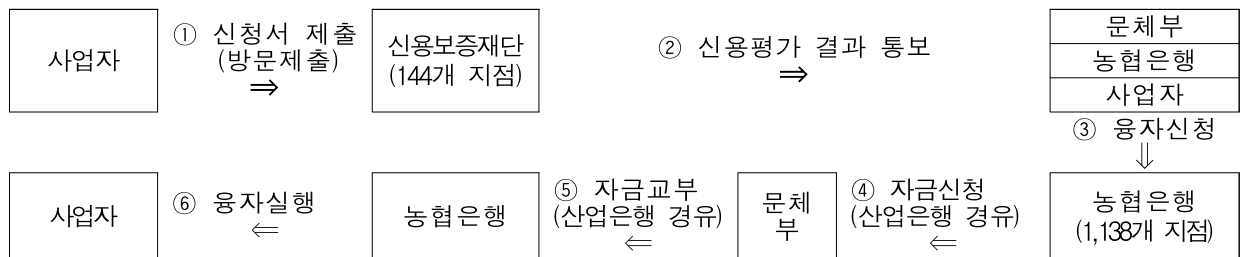 사업자
① 신청서 제출
(방문제출)
⇒
신용보증재단
(144개 지점)
② 신용평가 결과 통보
⇒
문체부
농협은행
사업자
③ 융자신청
⇓
사업자
⑥ 융자실행
⇐
농협은행
⑤ 자금교부
(산업은행 경유)
⇐
문체
부
④ 자금신청
(산업은행 경유)
⇐
농협은행
(1,138개 지점)